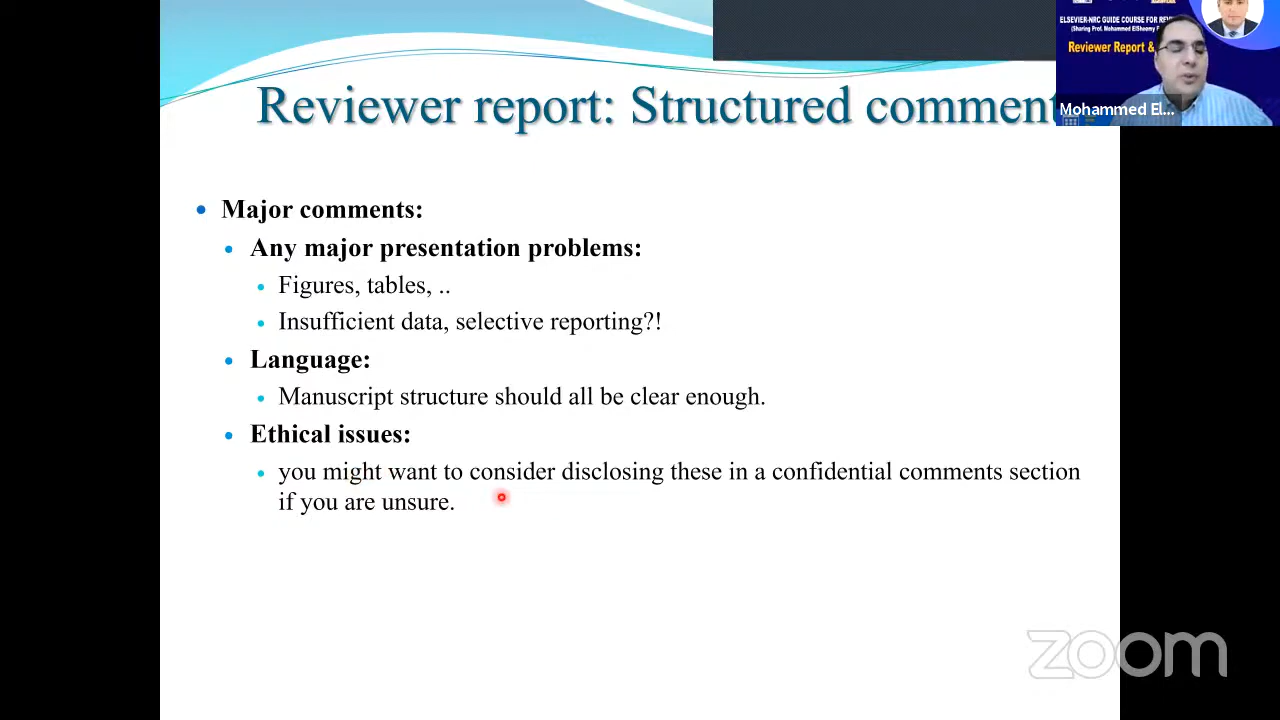 ELSEVIER-NRC GUIDE COURSE FOR
(Sharing Prof. Mohammed ElShenny
Reviewer Report &
Mohammed El...
Reviewer report: Structured comment
• Major comments:
• Any major presentation problems:
• Figures, tables, ..
• Insufficient data, selective reporting?!
• Language:
• Manuscript structure should all be clear enough.
• Ethical issues:
• you might want to consider disclosing these in a confidential comments section
if you are unsure.
zoom